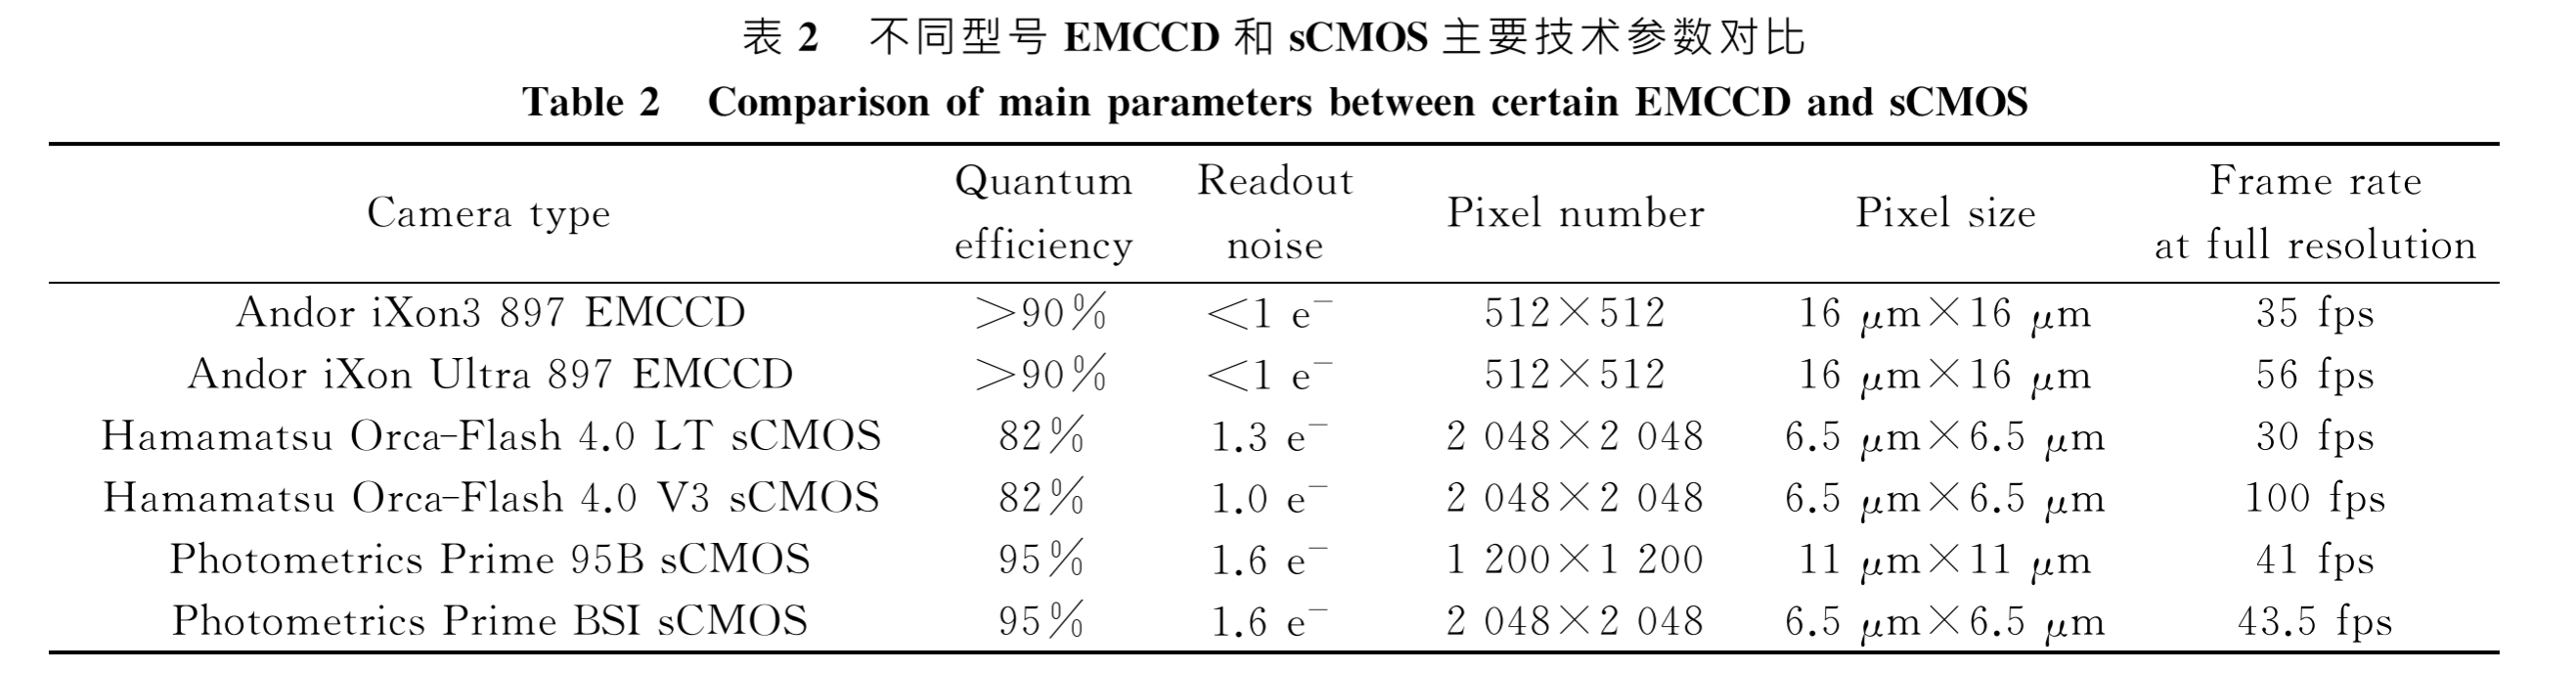 表 2 不同型号 EMCCD 和 sCMOS 主要技术参数对比
Table 2 Comparison of main parameters between certain EMCCD and sCMOS
Camera type Quantum efficiency Readout noise Pixel number Pixel size Frame rate at full resolution
Andor iXon3 897 EMCCD >90% <1 e⁻ 512×512 16 μm×16 μm 35 fps
Andor iXon Ultra 897 EMCCD >90% <1 e⁻ 512×512 16 μm×16 μm 56 fps
Hamamatsu Orca-Flash 4.0 LT sCMOS 82% 1.3 e⁻ 2 048×2 048 6.5 μm×6.5 μm 30 fps
Hamamatsu Orca-Flash 4.0 V3 sCMOS 82% 1.0 e⁻ 2 048×2 048 6.5 μm×6.5 μm 100 fps
Photometrics Prime 95B sCMOS 95% 1.6 e⁻ 1 200×1 200 11 μm×11 μm 41 fps
Photometrics Prime BSI sCMOS 95% 1.6 e⁻ 2 048×2 048 6.5 μm×6.5 μm 43.5 fps